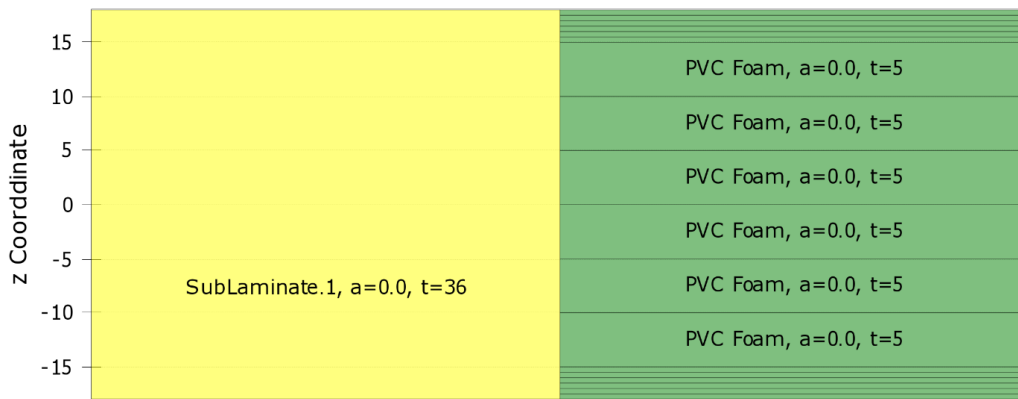 z Coorddinate
15
10
5
0
-5
-10
-15
SubLaminate.1, a=0.0, t=36
PVC Foam, a=0.0, t=5
PVC Foam, a=0.0, t=5
PVC Foam, a=0.0, t=5
PVC Foam, a=0.0, t=5
PVC Foam, a=0.0, t=5
PVC Foam, a=0.0, t=5